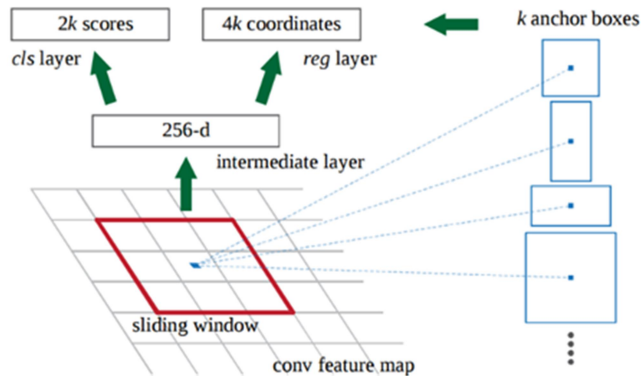 2k scores
4k coordinates
k anchor boxes
cls layer
reg layer
256-d
intermediate layer
sliding window
conv feature map